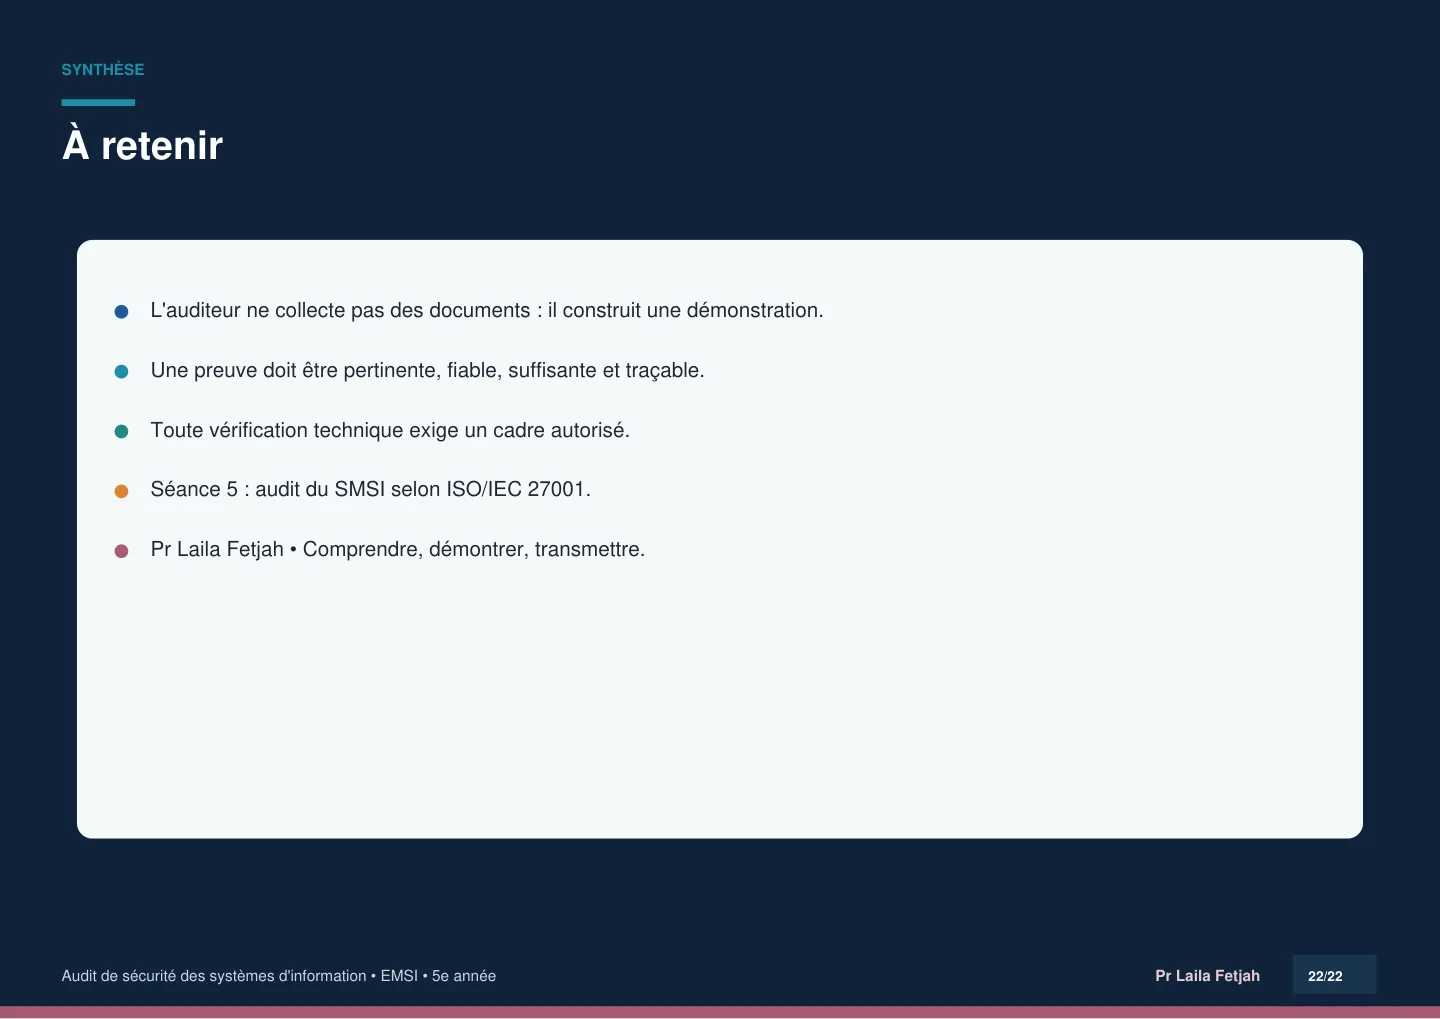 SYNTHÈSE
À retenir
L'auditeur ne collecte pas des documents : il construit une démonstration.
Une preuve doit être pertinente, fiable, suffisante et traçable.
Toute vérification technique exige un cadre autorisé.
Séance 5 : audit du SMSI selon ISO/IEC 27001.
Pr Laila Fetjah • Comprendre, démontrer, transmettre.
Audit de sécurité des systèmes d'information • EMSI • 5e année
Pr Laila Fetjah
22/22